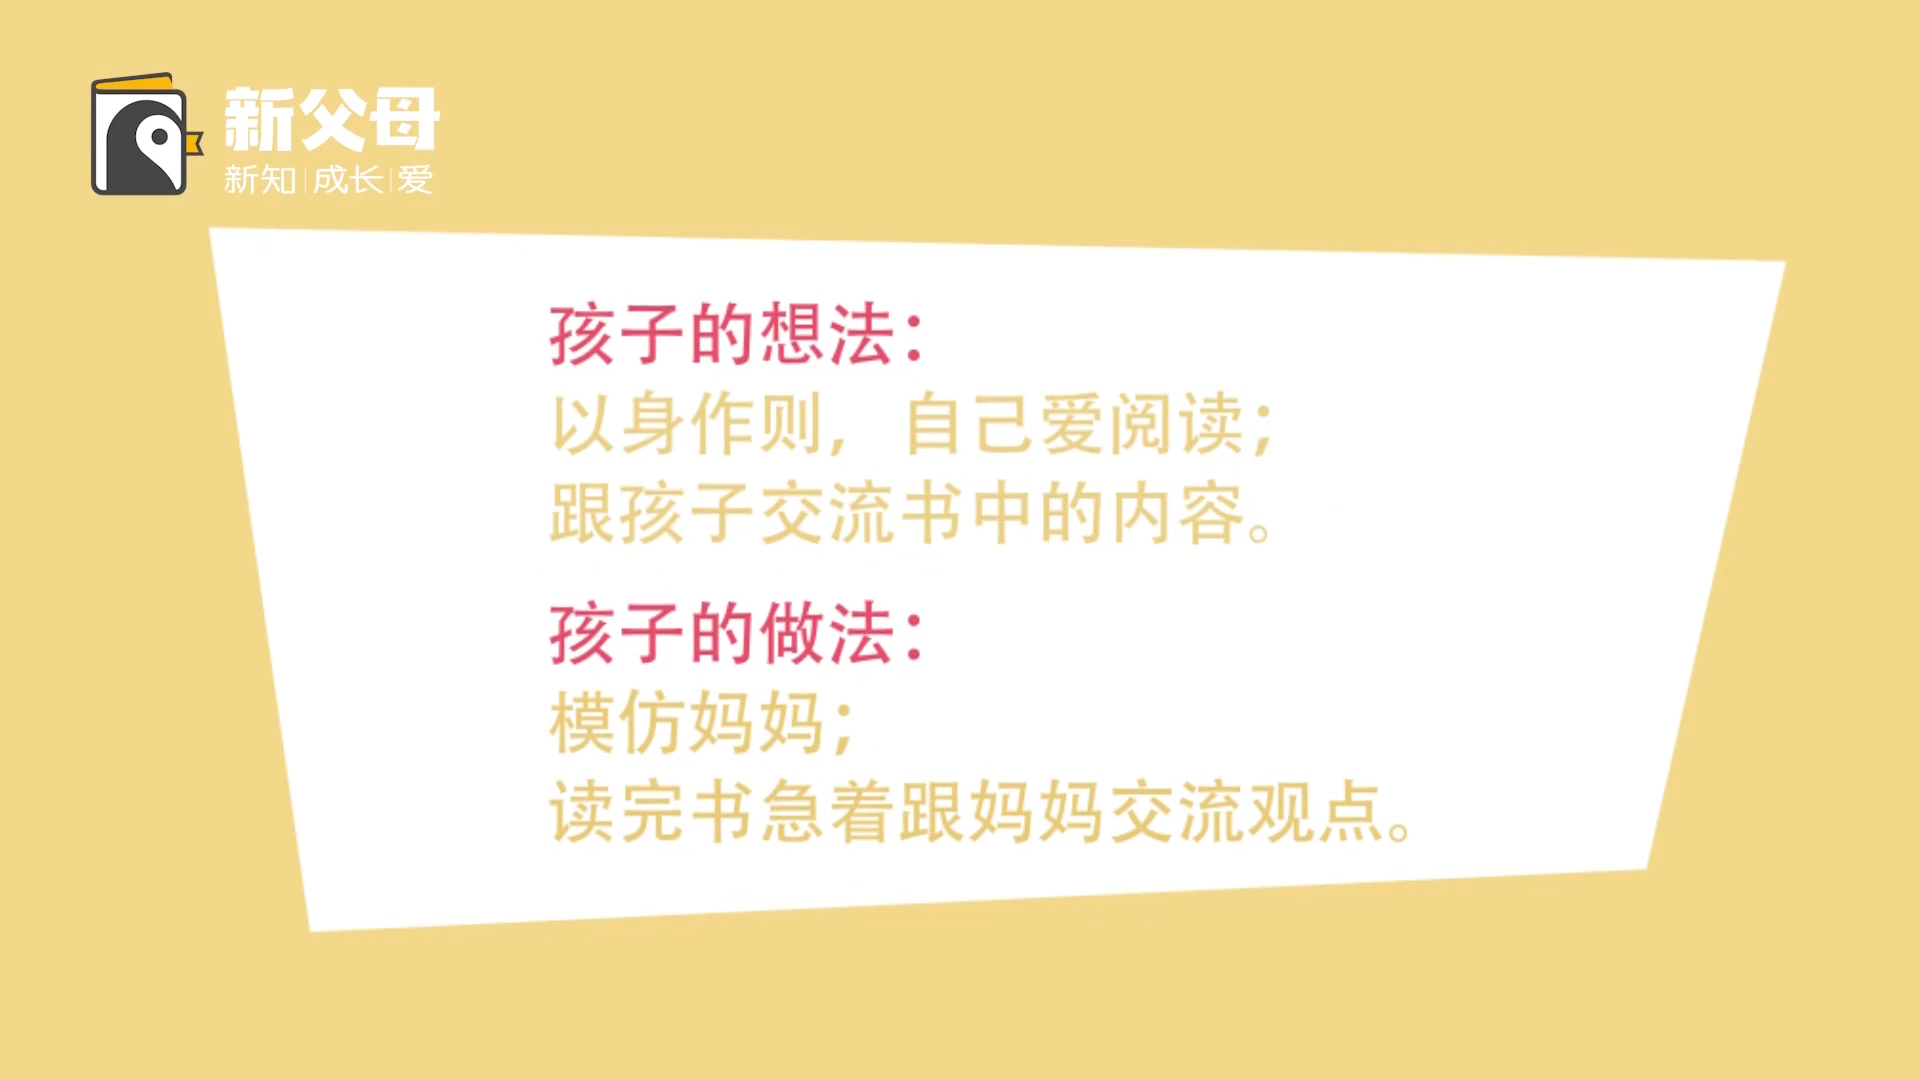 新父母
新知|成长|爱
孩子的想法：
以身作则，自己爱阅读；
跟孩子交流书中的内容。
孩子的做法：
模仿妈妈；
读完书急着跟妈妈交流观点。